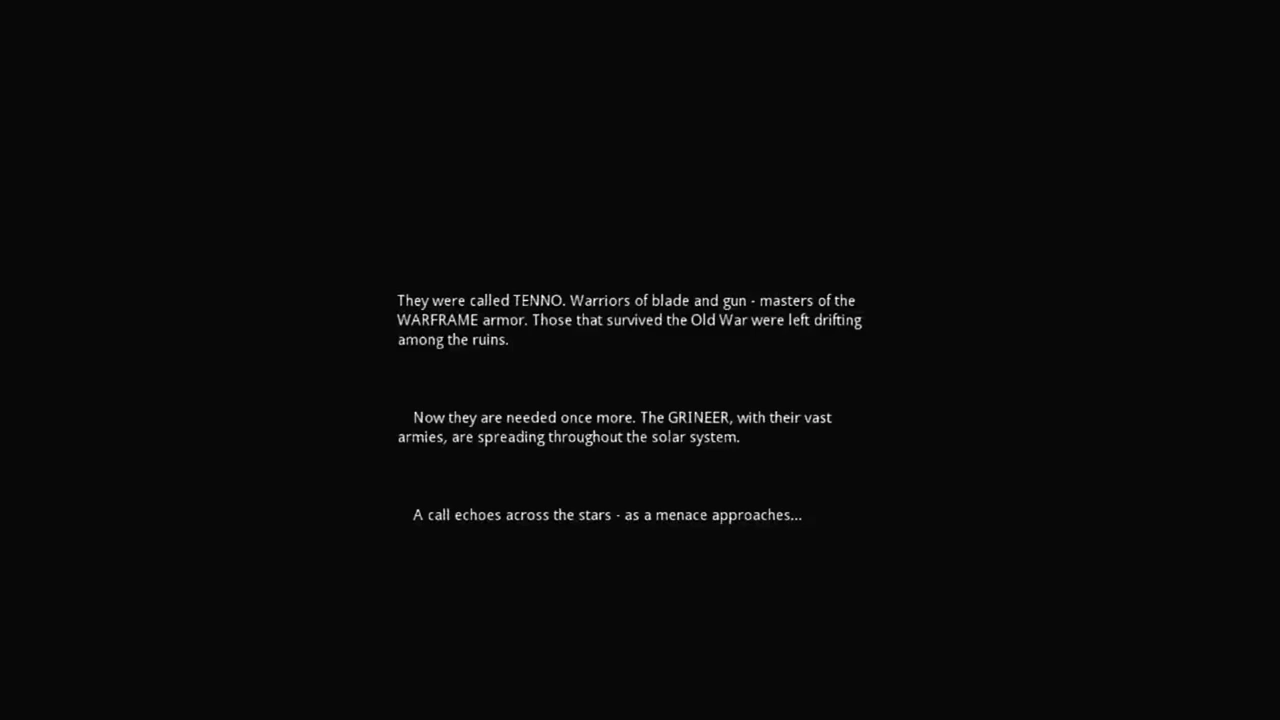 They were called TENNO. Warriors of blade and gun - masters of the
WARFRAME armor. Those that survived the Old War were left drifting
among the ruins.
Now they are needed once more. The GRINEER, with their vast
armies, are spreading throughout the solar system.
A call echoes across the stars - as a menace approaches...